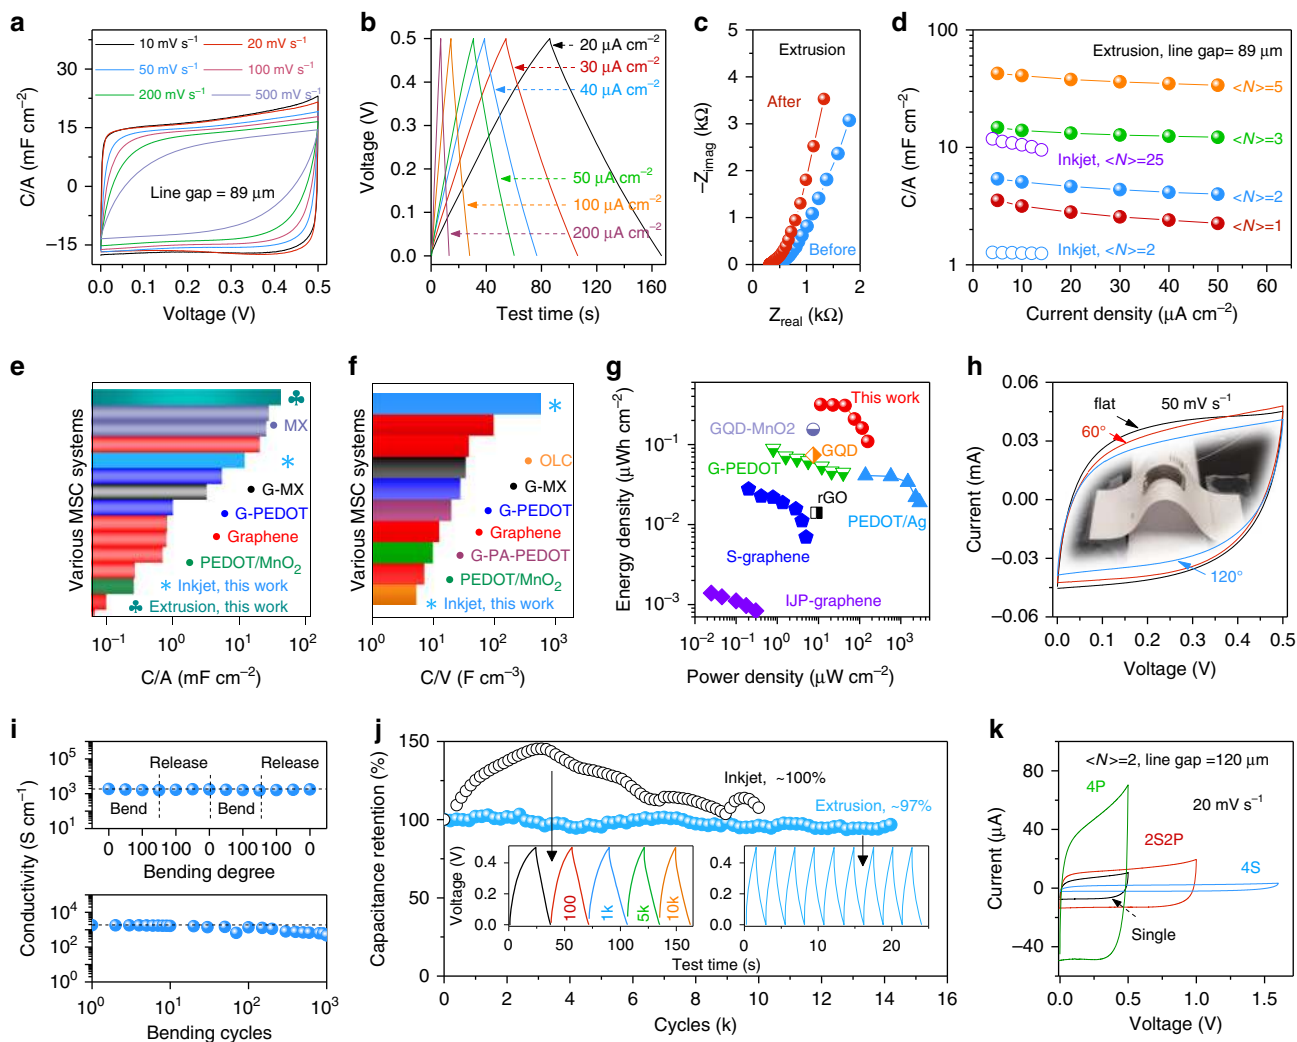 a
10 mV s⁻¹
20 mV s⁻¹
50 mV s⁻¹
100 mV s⁻¹
200 mV s⁻¹
500 mV s⁻¹
Line gap = 89 μm
C/A (mF cm⁻²)
30
15
0
−15
0.0 0.1 0.2 0.3 0.4 0.5
Voltage (V)
b
20 μA cm⁻²
30 μA cm⁻²
40 μA cm⁻²
50 μA cm⁻²
100 μA cm⁻²
200 μA cm⁻²
Voltage (V)
0.5
0.4
0.3
0.2
0.1
0.0
0 40 80 120 160
Test time (s)
c
Extrusion
After
Before
−Z_imag (kΩ)
5
4
3
2
1
0
0 1 2
Z_real (kΩ)
d
Extrusion, line gap= 89 μm
<N>=5
<N>=3
Inkjet, <N>=25
<N>=2
<N>=1
Inkjet, <N>=2
C/A (mF cm⁻²)
100
10
1
0 10 20 30 40 50 60
Current density (μA cm⁻²)
e
Various MSC systems
♣
MX
*
G-MX
G-PEDOT
Graphene
PEDOT/MnO₂
* Inkjet, this work
♣ Extrusion, this work
10⁻¹ 10⁰ 10¹ 10²
C/A (mF cm⁻²)
f
Various MSC systems
*
OLC
G-MX
G-PEDOT
Graphene
G-PA-PEDOT
PEDOT/MnO₂
* Inkjet, this work
10⁰ 10¹ 10² 10³
C/V (F cm⁻³)
g
This work
GQD-MnO2
GQD
G-PEDOT
rGO
PEDOT/Ag
S-graphene
IJP-graphene
Energy density (μWh cm⁻²)
10⁻¹
10⁻²
10⁻³
10⁻² 10⁻¹ 10⁰ 10¹ 10² 10³
Power density (μW cm⁻²)
h
flat
50 mV s⁻¹
60°
120°
Current (mA)
0.06
0.03
0.00
−0.03
−0.06
0.0 0.1 0.2 0.3 0.4 0.5
Voltage (V)
i
Conductivity (S cm⁻¹)
10⁵
10³
10¹
Release Release
Bend Bend
0 100 100 0 100 100 0
Bending degree
10⁴
10²
10⁰
10⁰ 10¹ 10² 10³
Bending cycles
j
Capacitance retention (%)
150
100
50
0
Inkjet, ~100%
Extrusion, ~97%
Voltage (V)
0.4
0.2
0.0
100
1k
5k
10k
0 50 100 150
0.4
0.2
0.0
0 10 20
Test time (s)
0 2 4 6 8 10 12 14 16
Cycles (k)
k
<N>=2, line gap =120 μm
20 mV s⁻¹
4P
2S2P
4S
Single
Current (μA)
80
40
0
−40
0.0 0.5 1.0 1.5
Voltage (V)